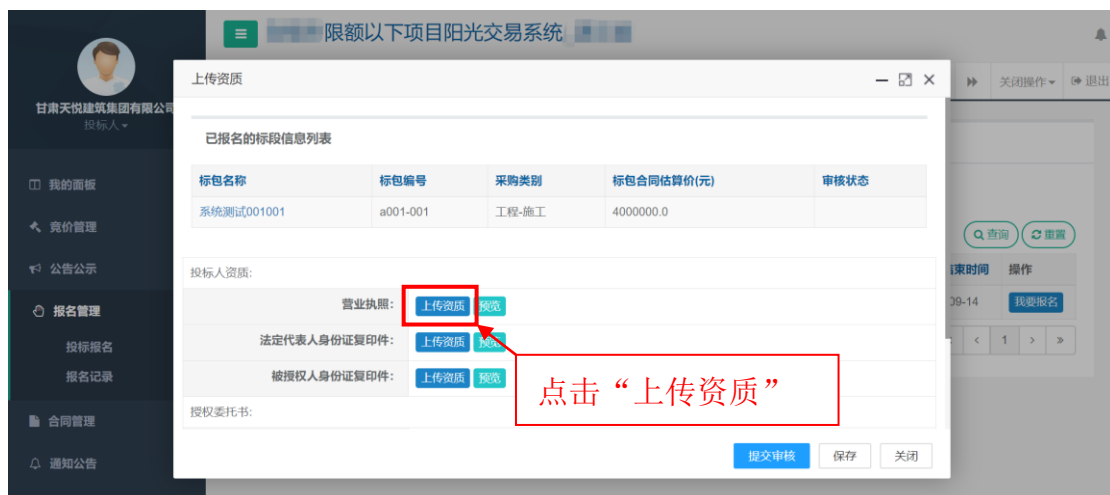 限额以下项目阳光交易系统
甘肃天悦建筑集团有限公司
投标人
关闭操作
退出
我的面板
竞价管理
公告公示
报名管理
投标报名
报名记录
合同管理
通知公告
上传资质
已报名的标段信息列表
标包名称 标包编号 采购类别 标包合同估算价(元) 审核状态
系统测试001001 a001-001 工程-施工 4000000.0
投标人资质:
营业执照: 上传资质 预览
法定代表人身份证复印件: 上传资质 预览
被授权人身份证复印件: 上传资质 预览
点击“上传资质”
授权委托书:
提交审核 保存 关闭
查询 重置
束时间 操作
09-14 我要报名
< 1 > »